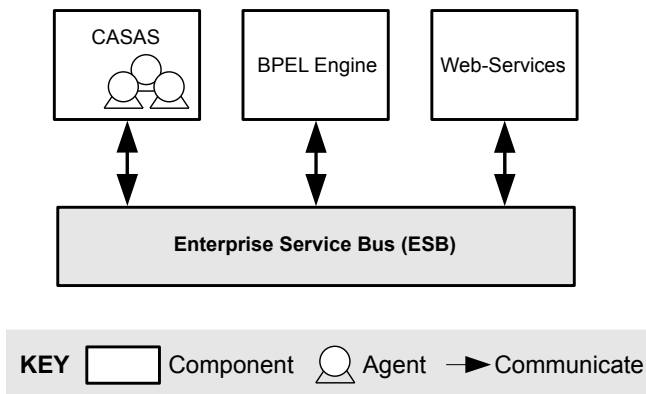 CASAS
BPEL Engine
Web-Services
Enterprise Service Bus (ESB)
KEY Component Agent Communicate